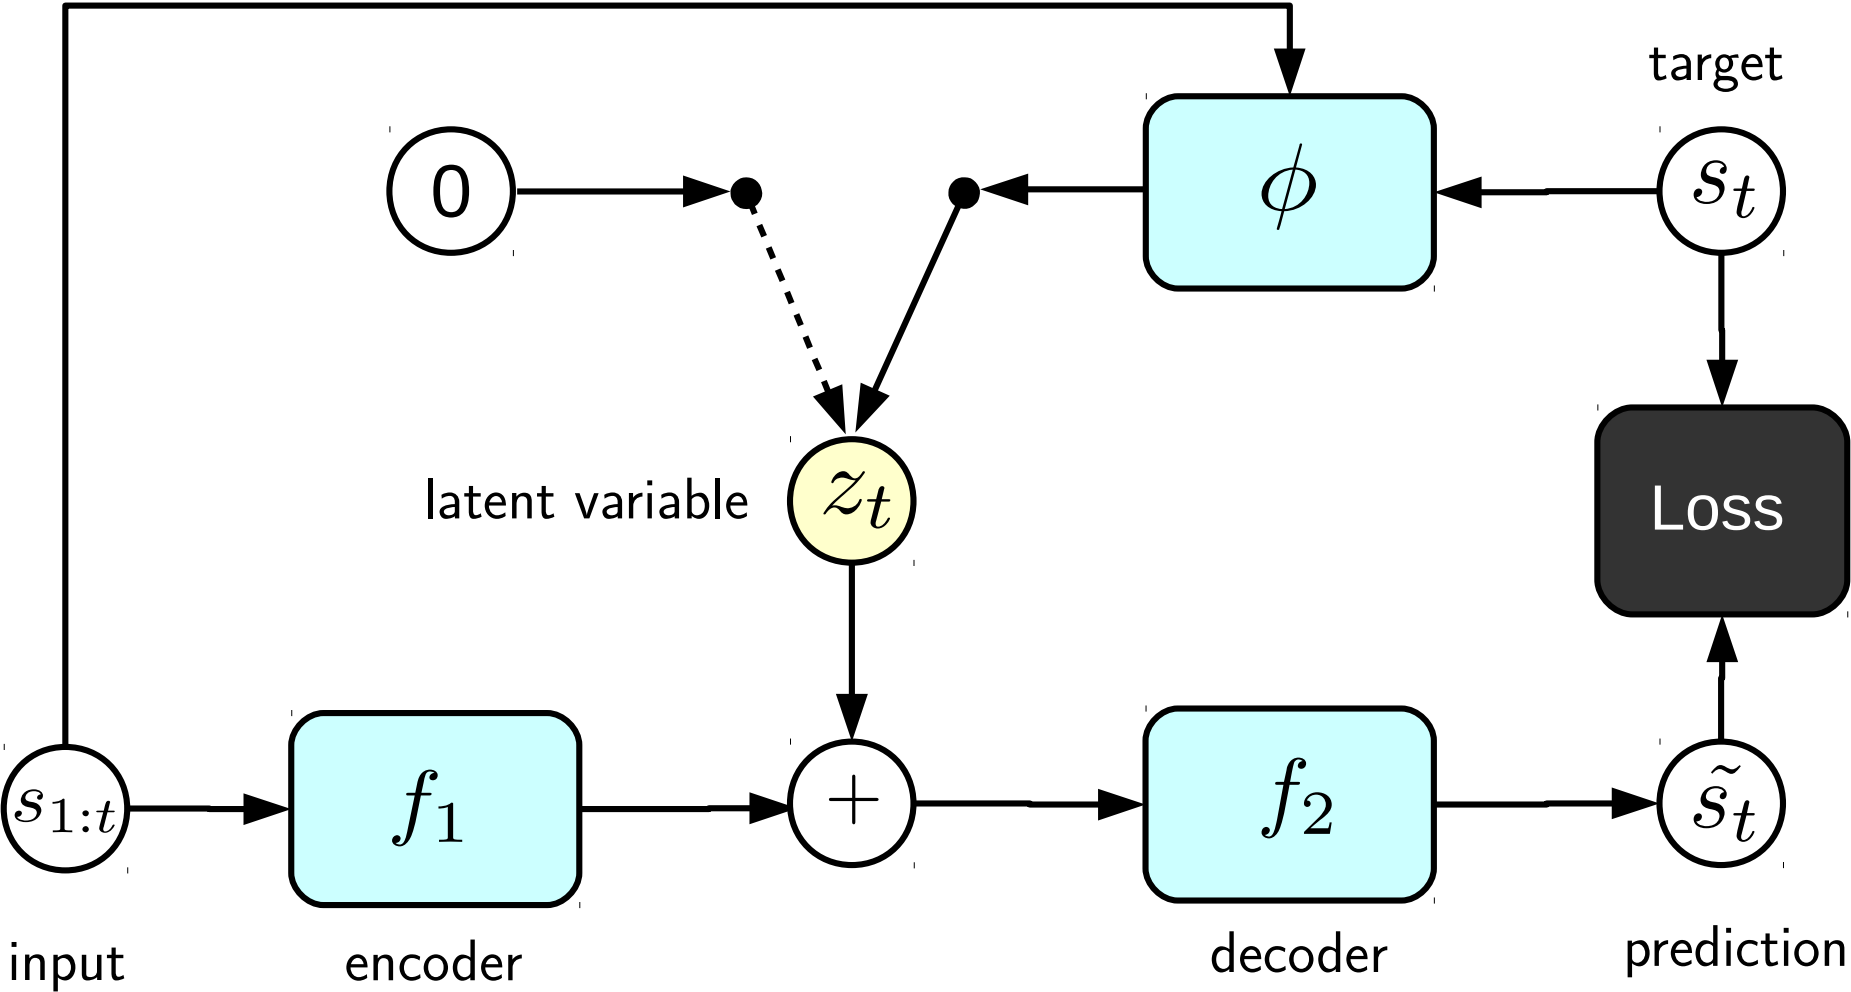 target
0
ϕ
s_t
latent variable
z_t
Loss
s_{1:t}
f_1
+
f_2
s̃_t
input
encoder
decoder
prediction